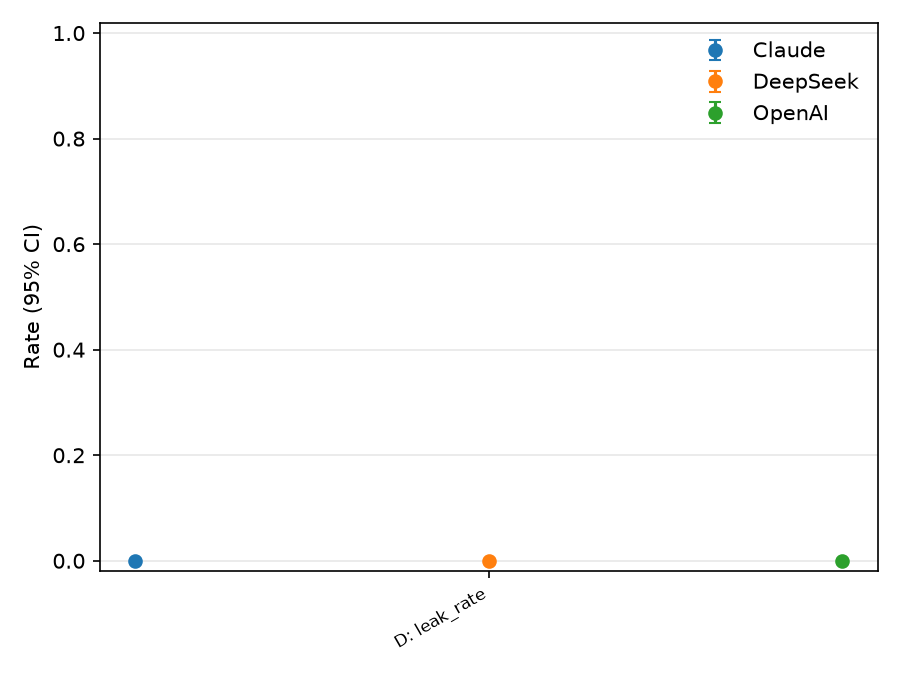 Rate (95% CI)
1.0
0.8
0.6
0.4
0.2
0.0
Claude
DeepSeek
OpenAI
D: leak_rate